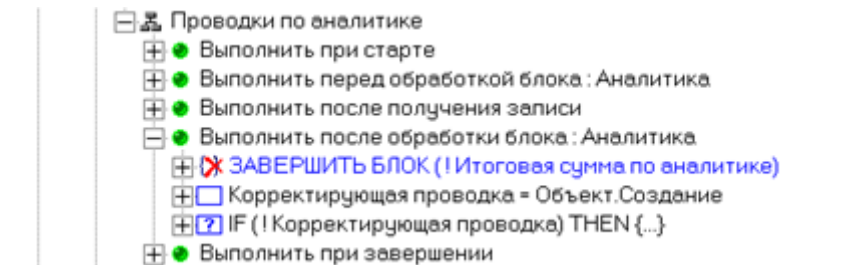 Проводки по аналитике
Выполнить при старте
Выполнить перед обработкой блока : Аналитика
Выполнить после получения записи
Выполнить после обработки блока : Аналитика
ЗАВЕРШИТЬ БЛОК ( ! Итоговая сумма по аналитике)
Корректирующая проводка = Объект.Создание
IF ( ! Корректирующая проводка) THEN {...}
Выполнить при завершении